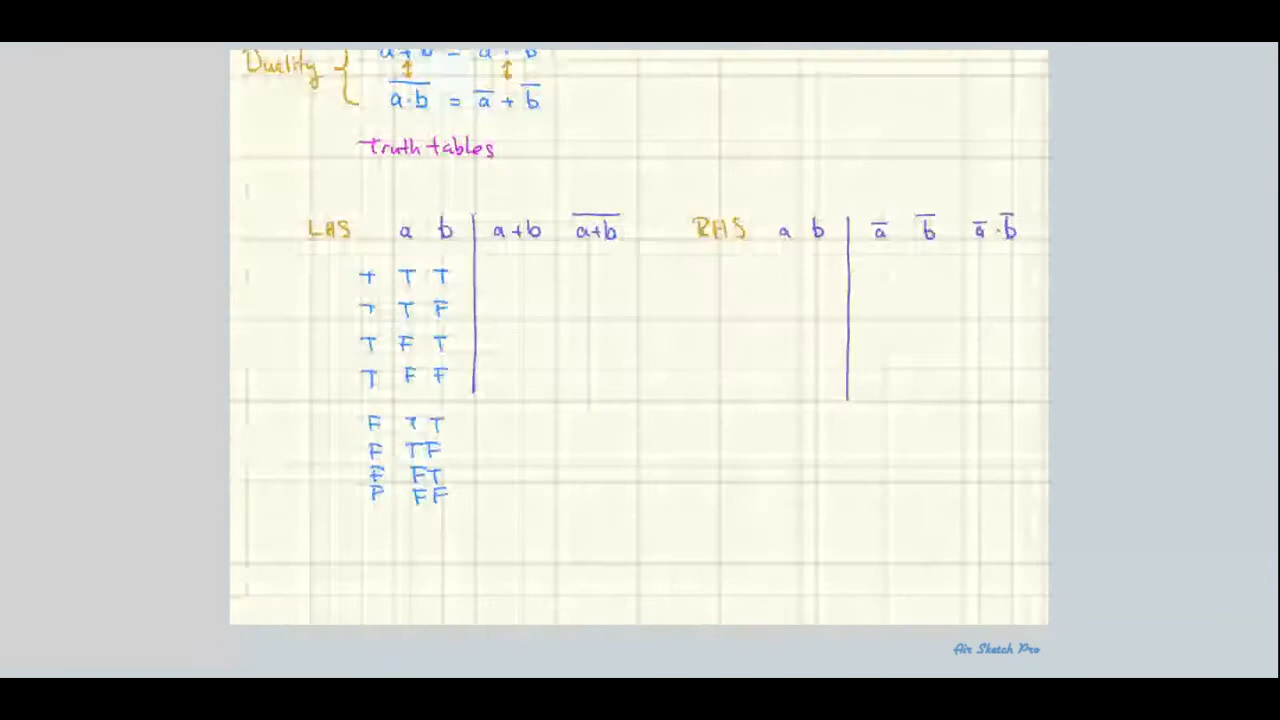 Duality { a+b = a · b
↕ ↕
a̅·̅b̅ = a̅ + b̅
Truth tables
LHS a b | a+b a̅+̅b̅ RHS a b | a̅ b̅ a̅ · b̅
T T T
T T F
T F T
T F F
F T T
F T F
F F T
F F F
Air Sketch Pro